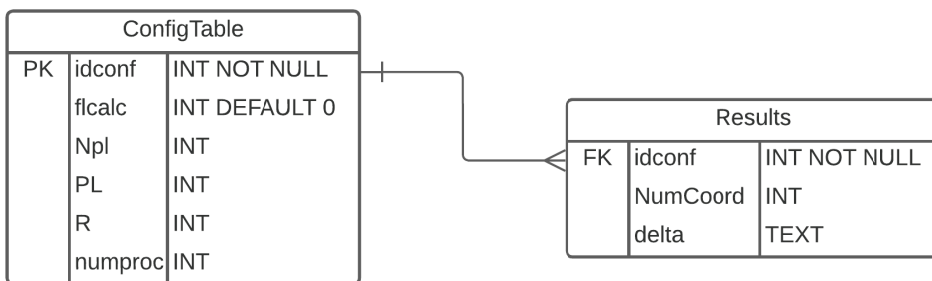 ConfigTable
PK idconf INT NOT NULL
flcalc INT DEFAULT 0
Npl INT
PL INT
R INT
numproc INT
Results
FK idconf INT NOT NULL
NumCoord INT
delta TEXT